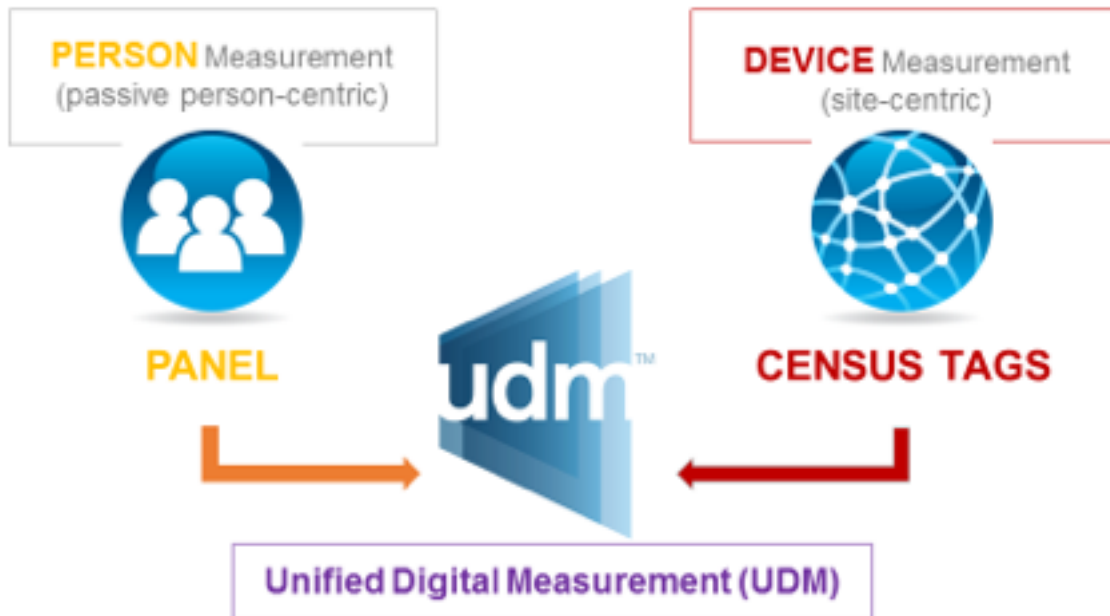 PERSON Measurement
(passive person-centric)
DEVICE Measurement
(site-centric)
PANEL
CENSUS TAGS
udm™
Unified Digital Measurement (UDM)